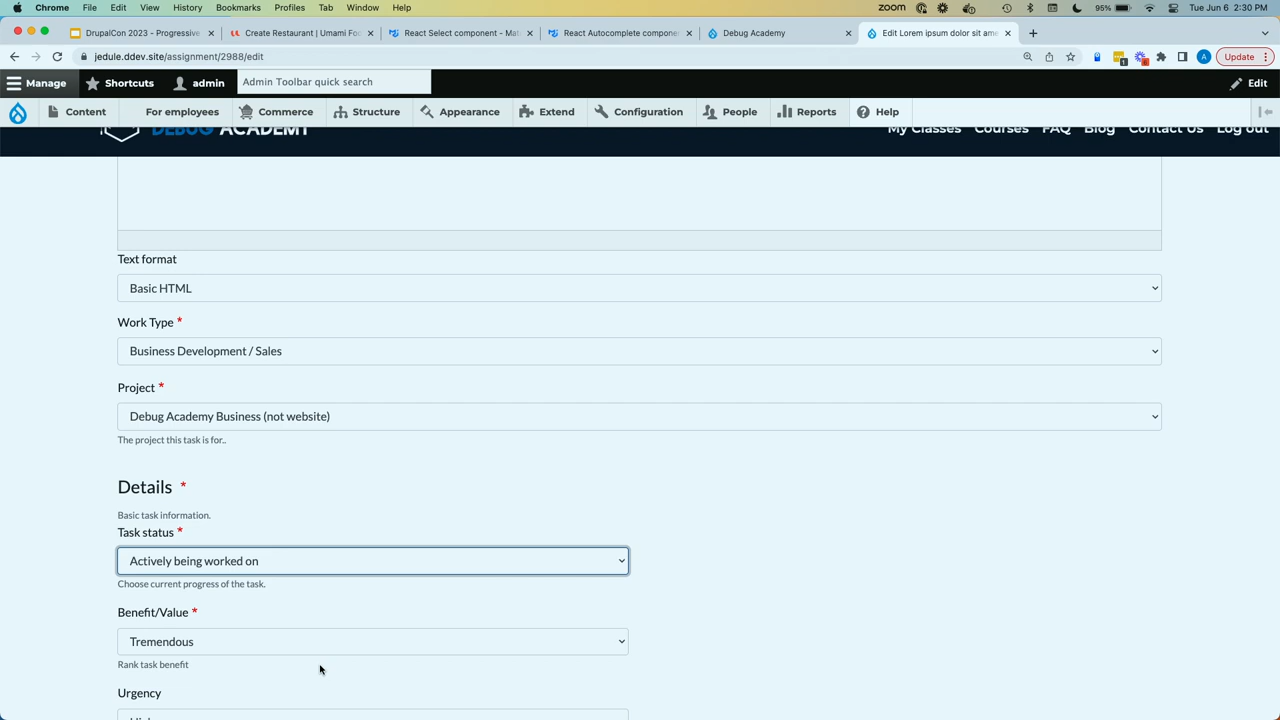 Chrome File Edit View History Bookmarks Profiles Tab Window Help zoom 95% Tue Jun 6 2:30 PM
DrupalCon 2023 - Progressive Create Restaurant | Umami Foo React Select component - Mat React Autocomplete compone Debug Academy Edit Lorem ipsum dolor sit ame
jedule.ddev.site/assignment/2988/edit Update
Manage Shortcuts admin Admin Toolbar quick search Edit
Content For employees Commerce Structure Appearance Extend Configuration People Reports Help
DEBUG ACADEMY My Classes Courses FAQ Blog Contact Us Log out
Text format
Basic HTML
Work Type *
Business Development / Sales
Project *
Debug Academy Business (not website)
The project this task is for..
Details *
Basic task information.
Task status *
Actively being worked on
Choose current progress of the task.
Benefit/Value *
Tremendous
Rank task benefit
Urgency